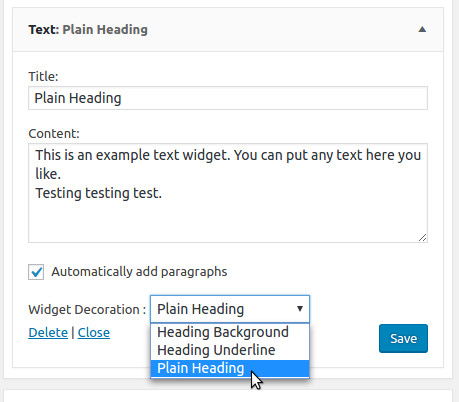 Text: Plain Heading
Title:
Plain Heading
Content:
This is an example text widget. You can put any text here you
like.
Testing testing test.
Automatically add paragraphs
Widget Decoration : Plain Heading
Heading Background
Heading Underline
Plain Heading
Delete | Close
Save